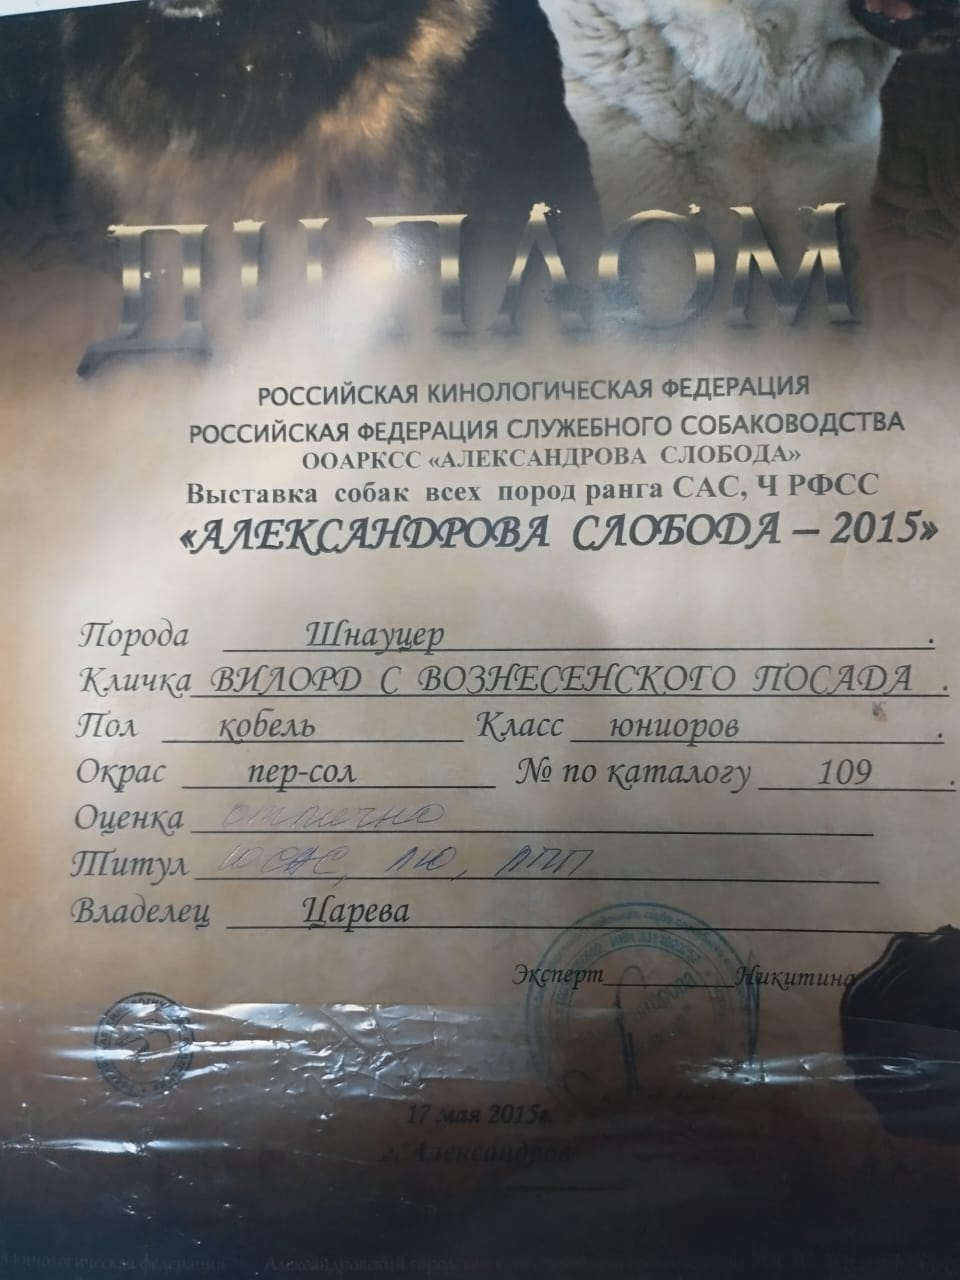 ДИПЛОМ
РОССИЙСКАЯ КИНОЛОГИЧЕСКАЯ ФЕДЕРАЦИЯ
РОССИЙСКАЯ ФЕДЕРАЦИЯ СЛУЖЕБНОГО СОБАКОВОДСТВА
ООАРКСС «АЛЕКСАНДРОВА СЛОБОДА»
Выставка собак всех пород ранга САС, Ч РФСС
«АЛЕКСАНДРОВА СЛОБОДА – 2015»
Порода Шнауцер.
Кличка ВИЛОРД С ВОЗНЕСЕНСКОГО ПОСАДА.
Пол кобель Класс юниоров.
Окрас пер-сол № по каталогу 109.
Оценка отлично
Титул ЮСАС, ЛЮ, ЛПП
Владелец Царева
Эксперт Никитина
17 мая 2015г.
г. Александров
кинологическая федерация